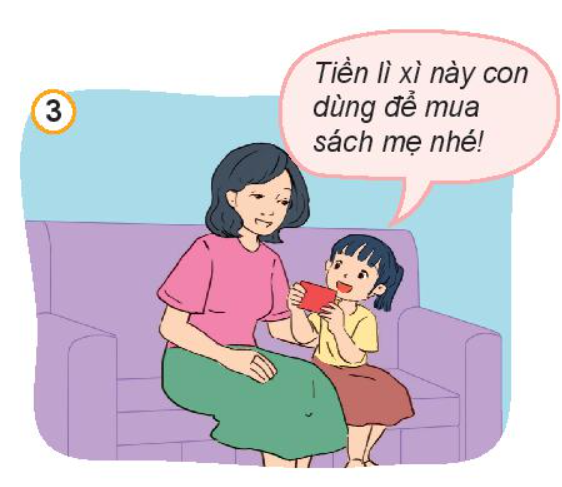 3
Tiền lì xì này con
dùng để mua
sách mẹ nhé!